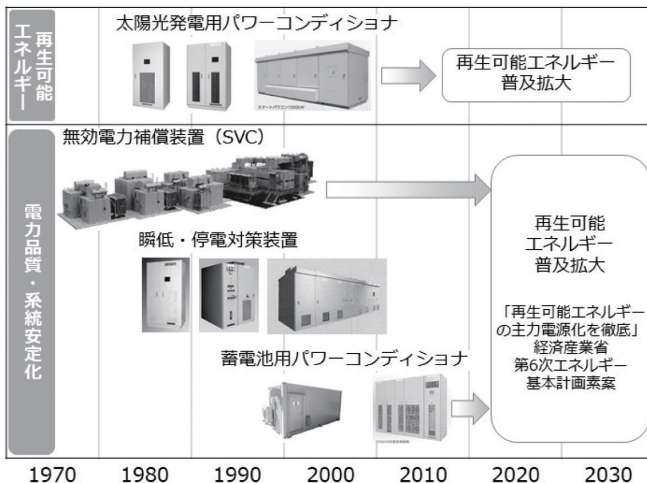 再生可能
エネルギー
太陽光発電用パワーコンディショナ
再生可能エネルギー
普及拡大
電力品質・系統安定化
無効電力補償装置（SVC）
瞬低・停電対策装置
蓄電池用パワーコンディショナ
再生可能
エネルギー
普及拡大
「再生可能エネルギー
の主力電源化を徹底」
経済産業省
第6次エネルギー
基本計画素案
1970 1980 1990 2000 2010 2020 2030